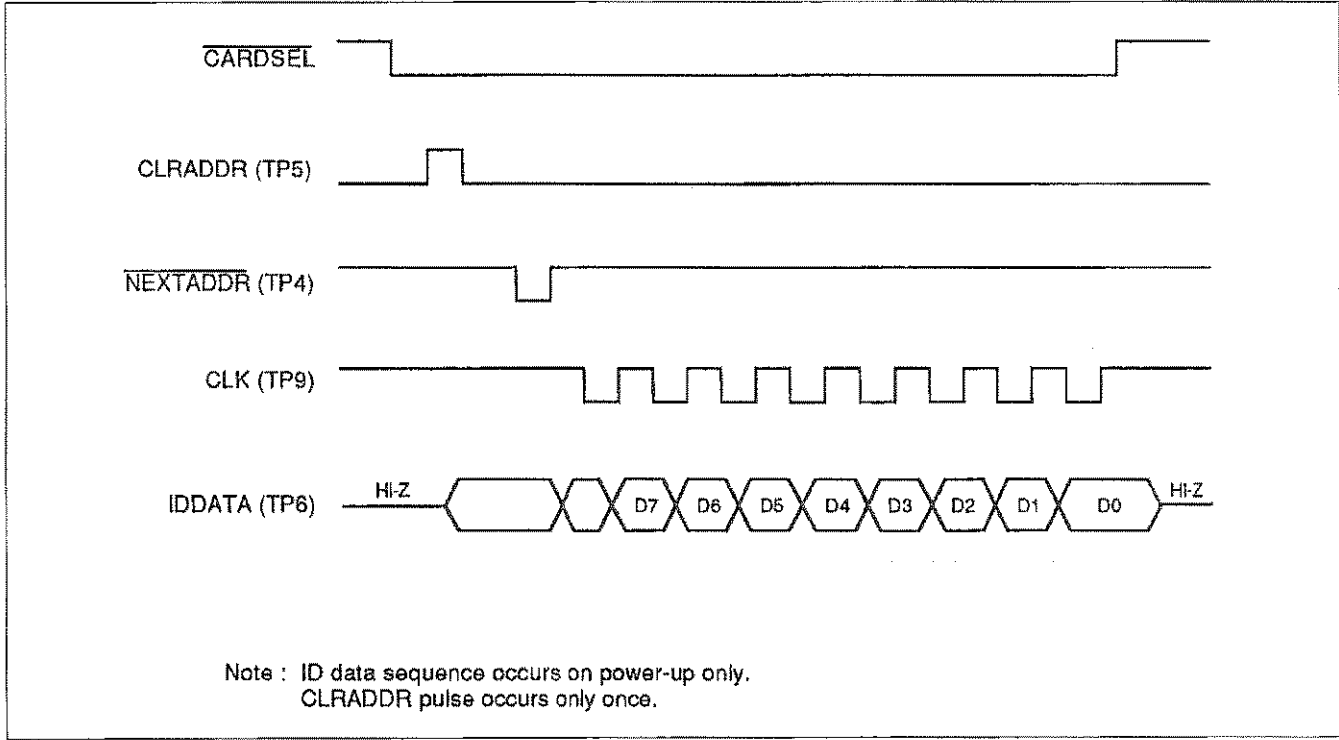 CARDSEL
CLRADDR (TP5)
NEXTADDR (TP4)
CLK (TP9)
IDDATA (TP6)
HI-Z
D7 D6 D5 D4 D3 D2 D1 D0
HI-Z
Note : ID data sequence occurs on power-up only.
CLRADDR pulse occurs only once.